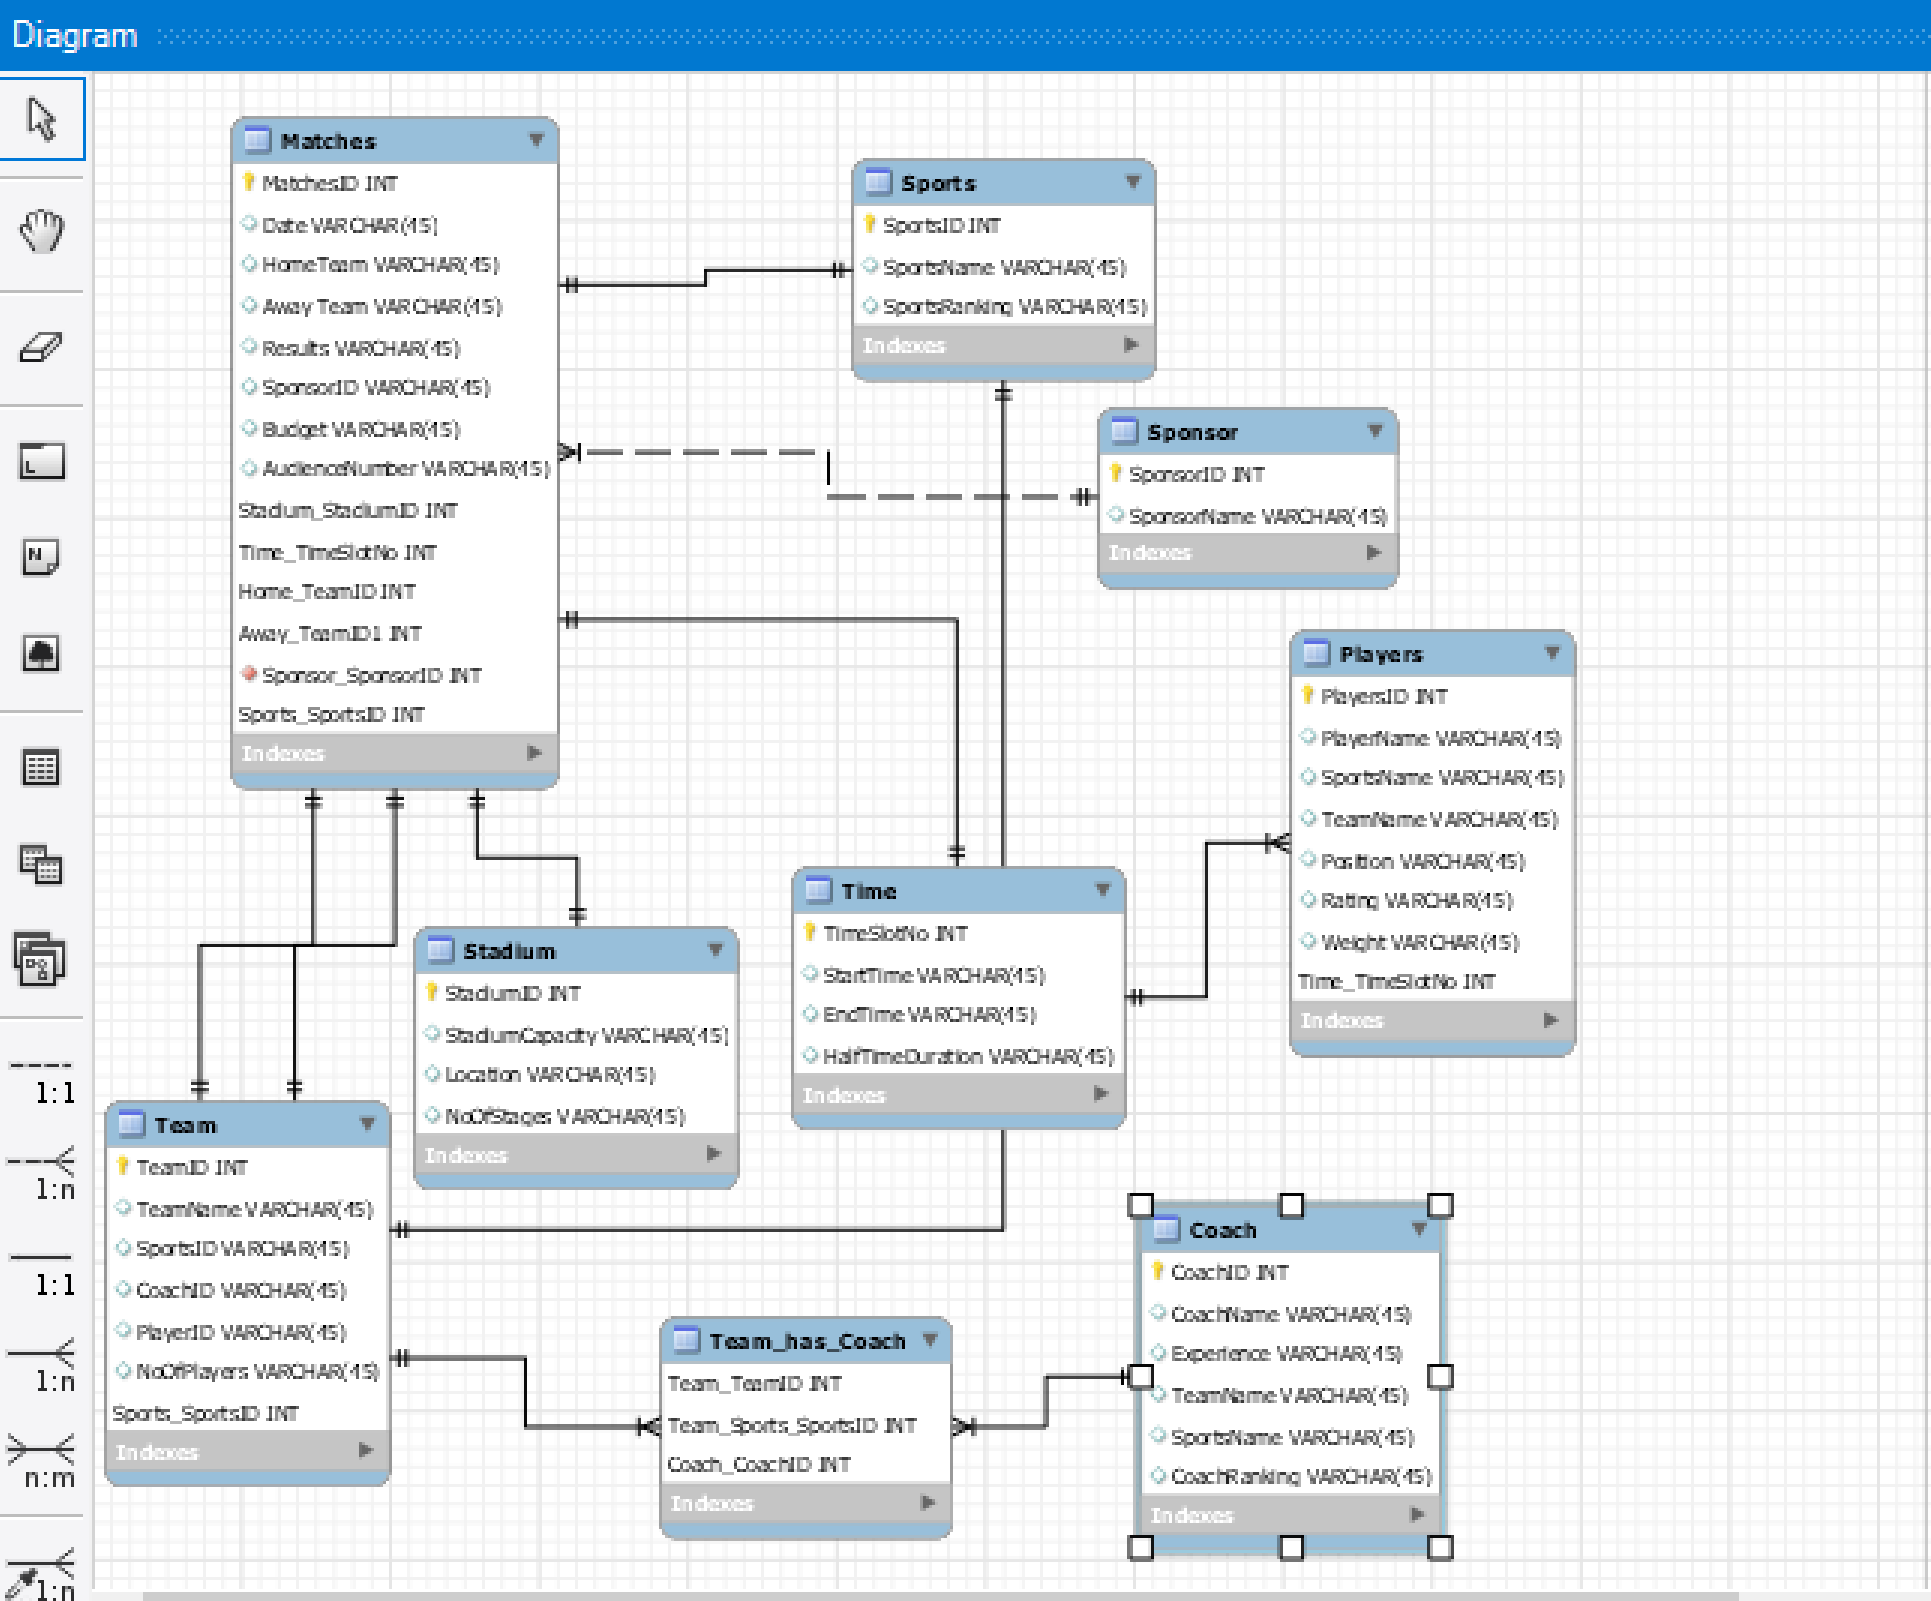 Diagram
Matches
MatchesID INT
Date VARCHAR(45)
HomeTeam VARCHAR(45)
Away Team VARCHAR(45)
Results VARCHAR(45)
SponsorID VARCHAR(45)
Budget VARCHAR(45)
AudienceNumber VARCHAR(45)
Stadium_StadiumID INT
Time_TimeSlotNo INT
Home_TeamID INT
Away_TeamID1 INT
Sponsor_SponsorID INT
Sports_SportsID INT
Indexes
Sports
SportsID INT
SportsName VARCHAR(45)
SportsRanking VARCHAR(45)
Indexes
Sponsor
SponsorID INT
SponsorName VARCHAR(45)
Indexes
Players
PlayersID INT
PlayerName VARCHAR(45)
SportsName VARCHAR(45)
TeamName VARCHAR(45)
Position VARCHAR(45)
Rating VARCHAR(45)
Weight VARCHAR(45)
Time_TimeSlotNo INT
Indexes
Time
TimeSlotNo INT
StartTime VARCHAR(45)
EndTime VARCHAR(45)
HalfTimeDuration VARCHAR(45)
Indexes
Stadium
StadiumID INT
StadiumCapacity VARCHAR(45)
Location VARCHAR(45)
NoOfStages VARCHAR(45)
Indexes
Team
TeamID INT
TeamName VARCHAR(45)
SportsID VARCHAR(45)
CoachID VARCHAR(45)
PlayerID VARCHAR(45)
NoOfPlayers VARCHAR(45)
Sports_SportsID INT
Indexes
Team_has_Coach
Team_TeamID INT
Team_Sports_SportsID INT
Coach_CoachID INT
Indexes
Coach
CoachID INT
CoachName VARCHAR(45)
Experience VARCHAR(45)
TeamName VARCHAR(45)
SportsName VARCHAR(45)
CoachRanking VARCHAR(45)
Indexes
L
N
1:1
1:n
1:1
1:n
n:m
1:n